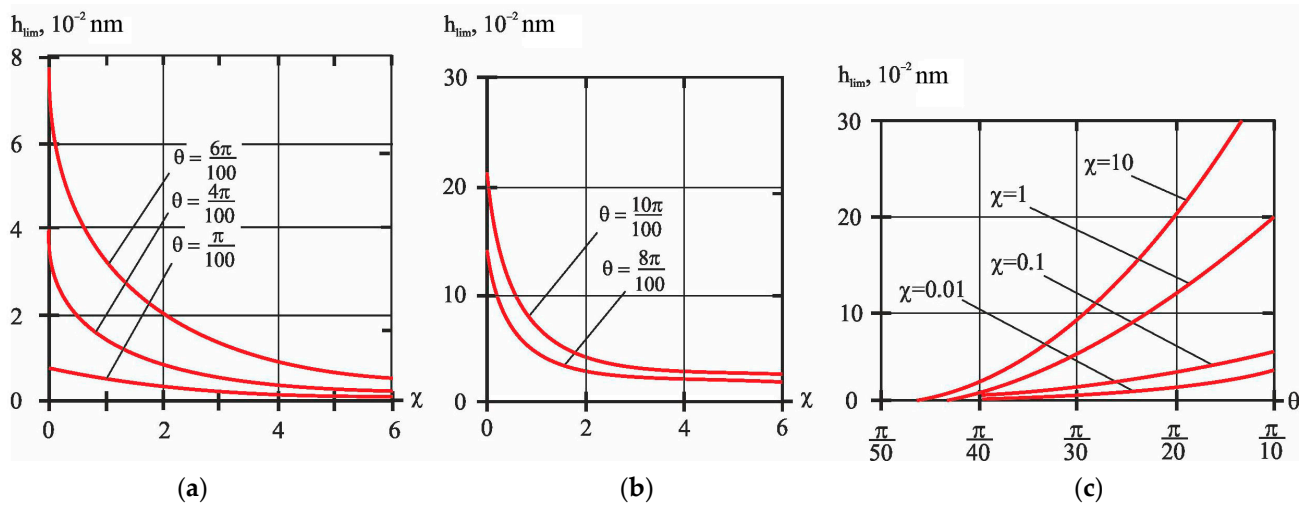 h_lim, 10⁻² nm
8
6
4
2
0
0
2
4
6
χ
θ = 6π/100
θ = 4π/100
θ = π/100
(a)
h_lim, 10⁻² nm
30
20
10
0
0
2
4
6
χ
θ = 10π/100
θ = 8π/100
(b)
h_lim, 10⁻² nm
30
20
10
0
π/50
π/40
π/30
π/20
π/10
θ
χ=10
χ=1
χ=0.1
χ=0.01
(c)